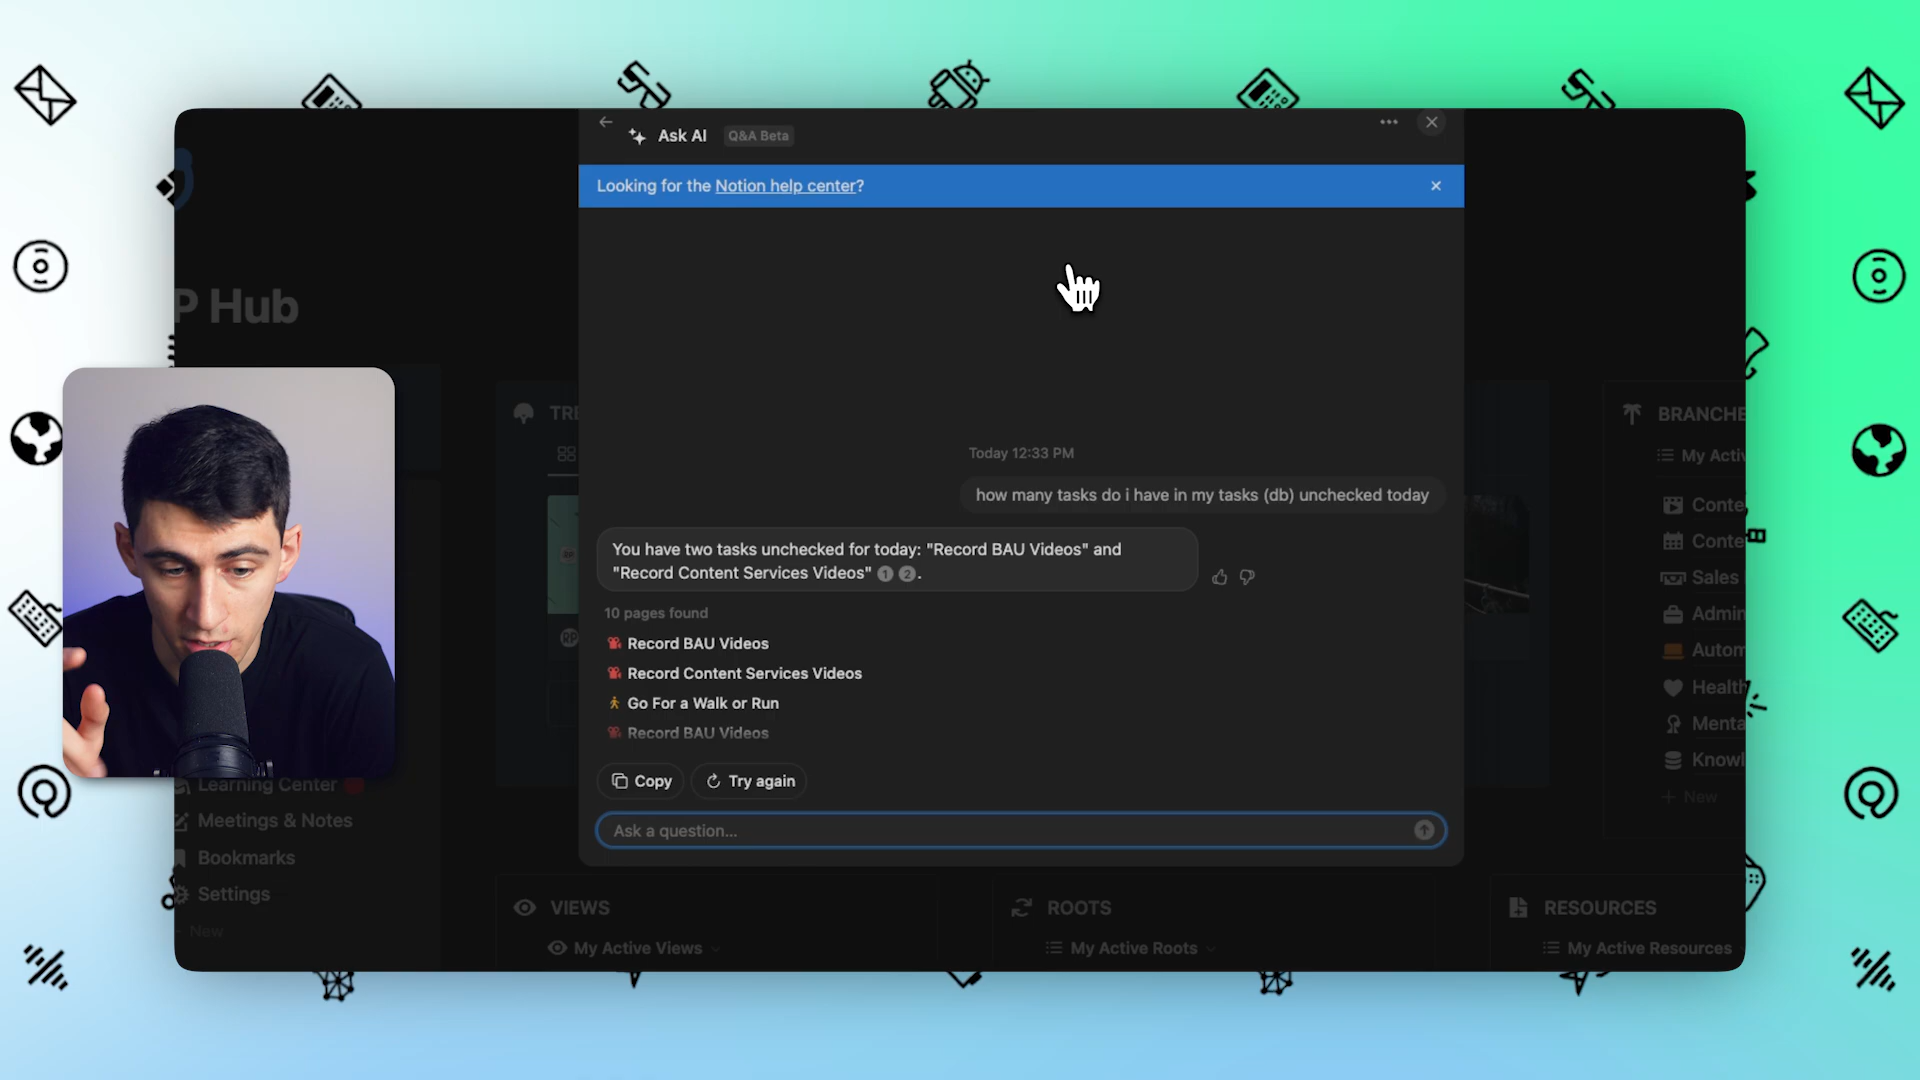 Ask AI Q&A Beta
Looking for the Notion help center?
P Hub
Today 12:33 PM
how many tasks do i have in my tasks (db) unchecked today
You have two tasks unchecked for today: "Record BAU Videos" and
"Record Content Services Videos" 1 2.
10 pages found
Record BAU Videos
Record Content Services Videos
Go For a Walk or Run
Record BAU Videos
Copy
Try again
Ask a question...
TRE
BRANCHE
My Activ
Conte
Conte
Sales
Admin
Autom
Health
Menta
Knowl
+ New
Learning Center
Meetings & Notes
Bookmarks
Settings
New
VIEWS
My Active Views
ROOTS
My Active Roots
RESOURCES
My Active Resources